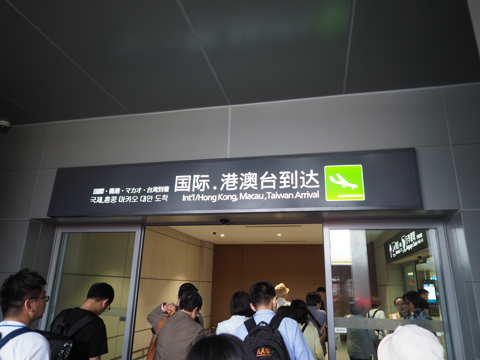 国際・香港・マカオ・台湾到着
국제,홍콩 마카오 대만 도착
国际.港澳台到达
Int'l/Hong Kong, Macau,Taiwan Arrival